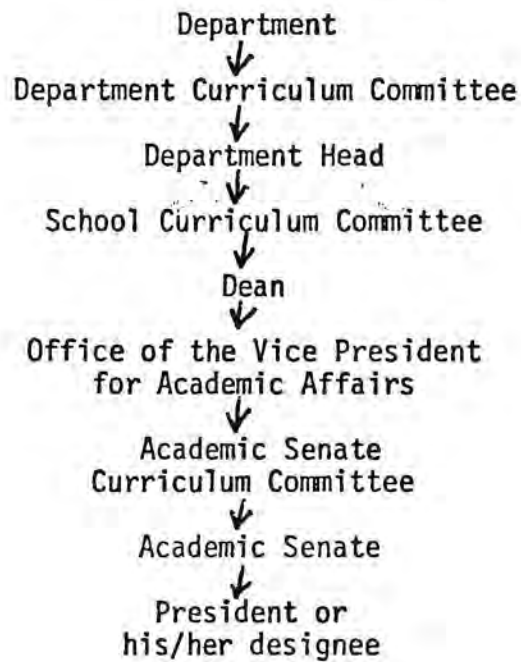 Department
Department Curriculum Committee
Department Head
School Curriculum Committee
Dean
Office of the Vice President
for Academic Affairs
Academic Senate
Curriculum Committee
Academic Senate
President or
his/her designee